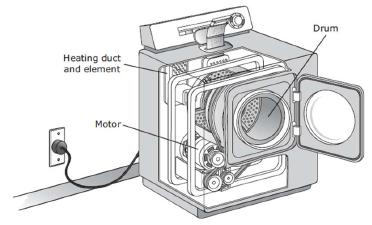 Drum
Heating duct
and element
Motor